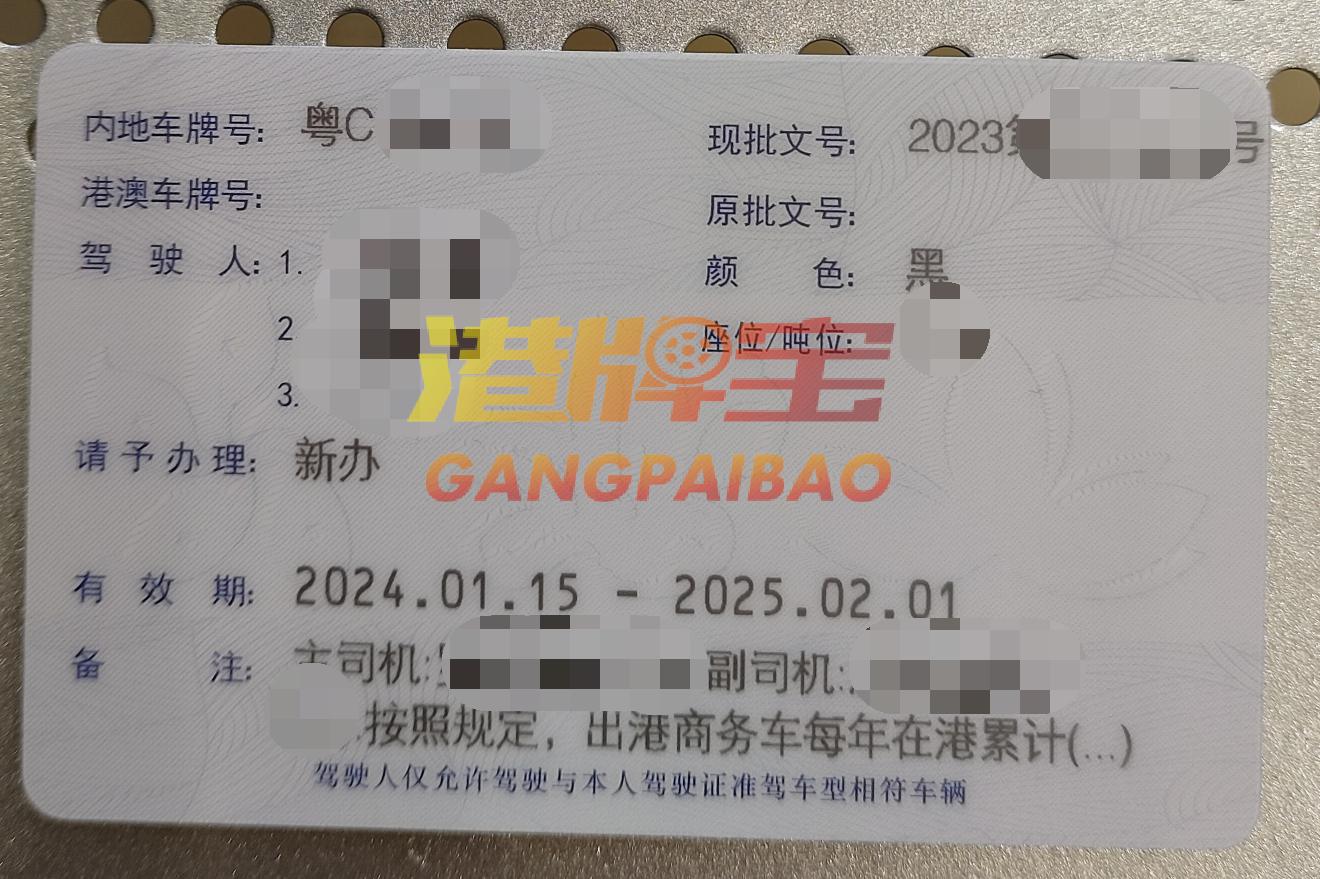 内地车牌号: 粤C
现批文号: 2023 号
港澳车牌号:
原批文号:
驾驶人: 1.
颜色: 黑
2
座位/吨位:
3.
港牌宝
GANGPAIBAO
请予办理: 新办
有效期: 2024.01.15 - 2025.02.01
备注: 主司机: 副司机:
按照规定，出港商务车每年在港累计(...)
驾驶人仅允许驾驶与本人驾驶证准驾车型相符车辆